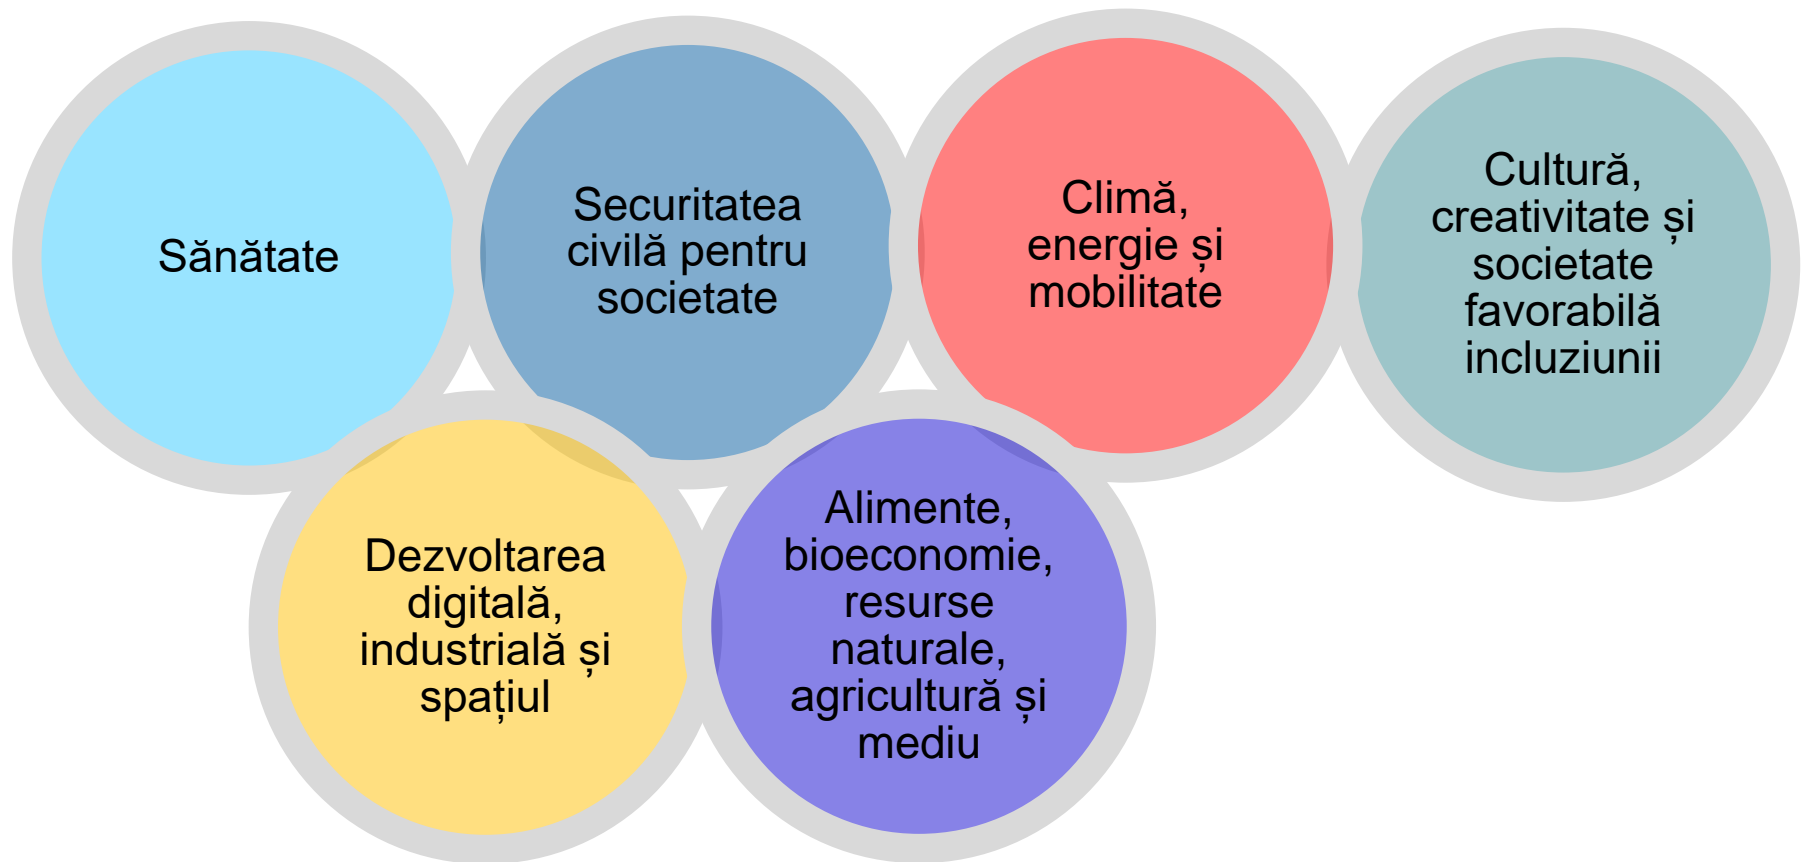 Sănătate
Securitatea
civilă pentru
societate
Climă,
energie și
mobilitate
Cultură,
creativitate și
societate
favorabilă
incluziunii
Dezvoltarea
digitală,
industrială și
spațiul
Alimente,
bioeconomie,
resurse
naturale,
agricultură și
mediu